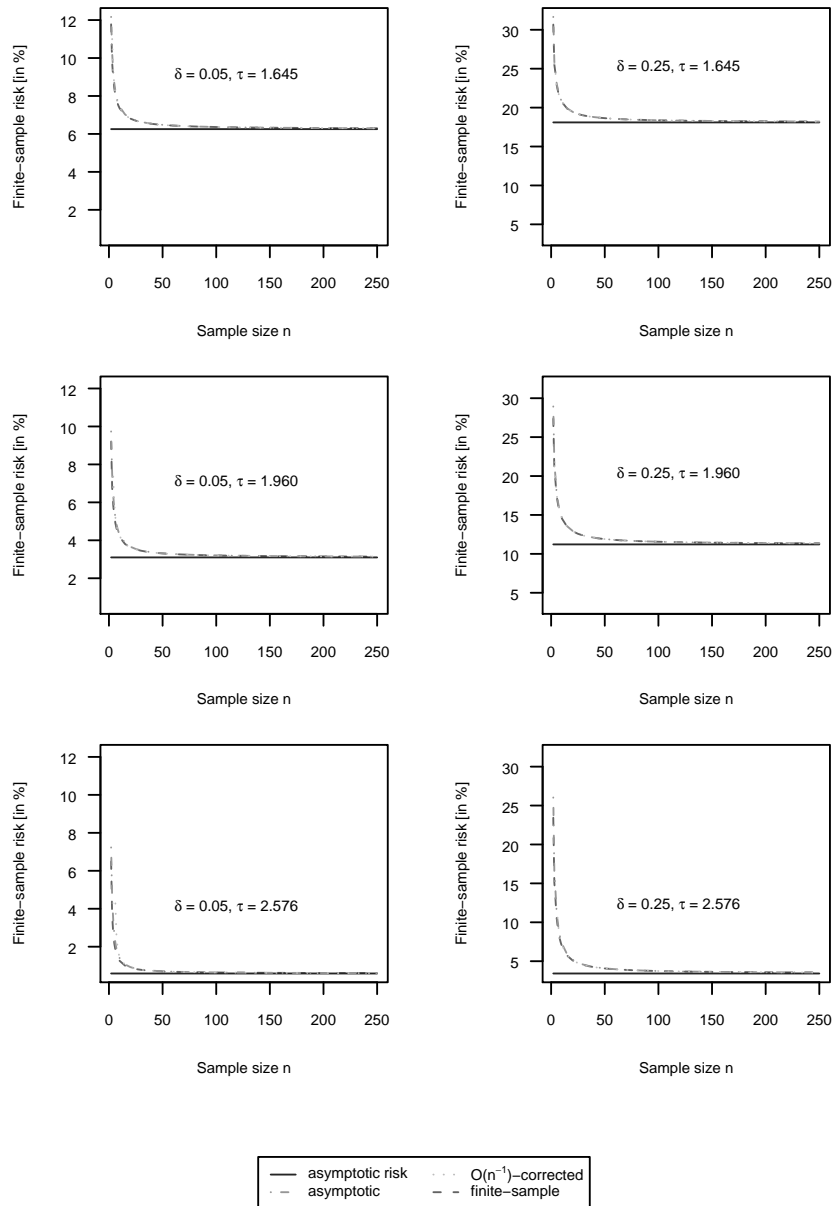 12
10
8
6
4
2
Finite−sample risk [in %]
δ = 0.05, τ = 1.645
0 50 100 150 200 250
Sample size n
30
25
20
15
10
5
Finite−sample risk [in %]
δ = 0.25, τ = 1.645
0 50 100 150 200 250
Sample size n
12
10
8
6
4
2
Finite−sample risk [in %]
δ = 0.05, τ = 1.960
0 50 100 150 200 250
Sample size n
30
25
20
15
10
5
Finite−sample risk [in %]
δ = 0.25, τ = 1.960
0 50 100 150 200 250
Sample size n
12
10
8
6
4
2
Finite−sample risk [in %]
δ = 0.05, τ = 2.576
0 50 100 150 200 250
Sample size n
30
25
20
15
10
5
Finite−sample risk [in %]
δ = 0.25, τ = 2.576
0 50 100 150 200 250
Sample size n
asymptotic risk
asymptotic
O(n⁻¹)−corrected
finite−sample